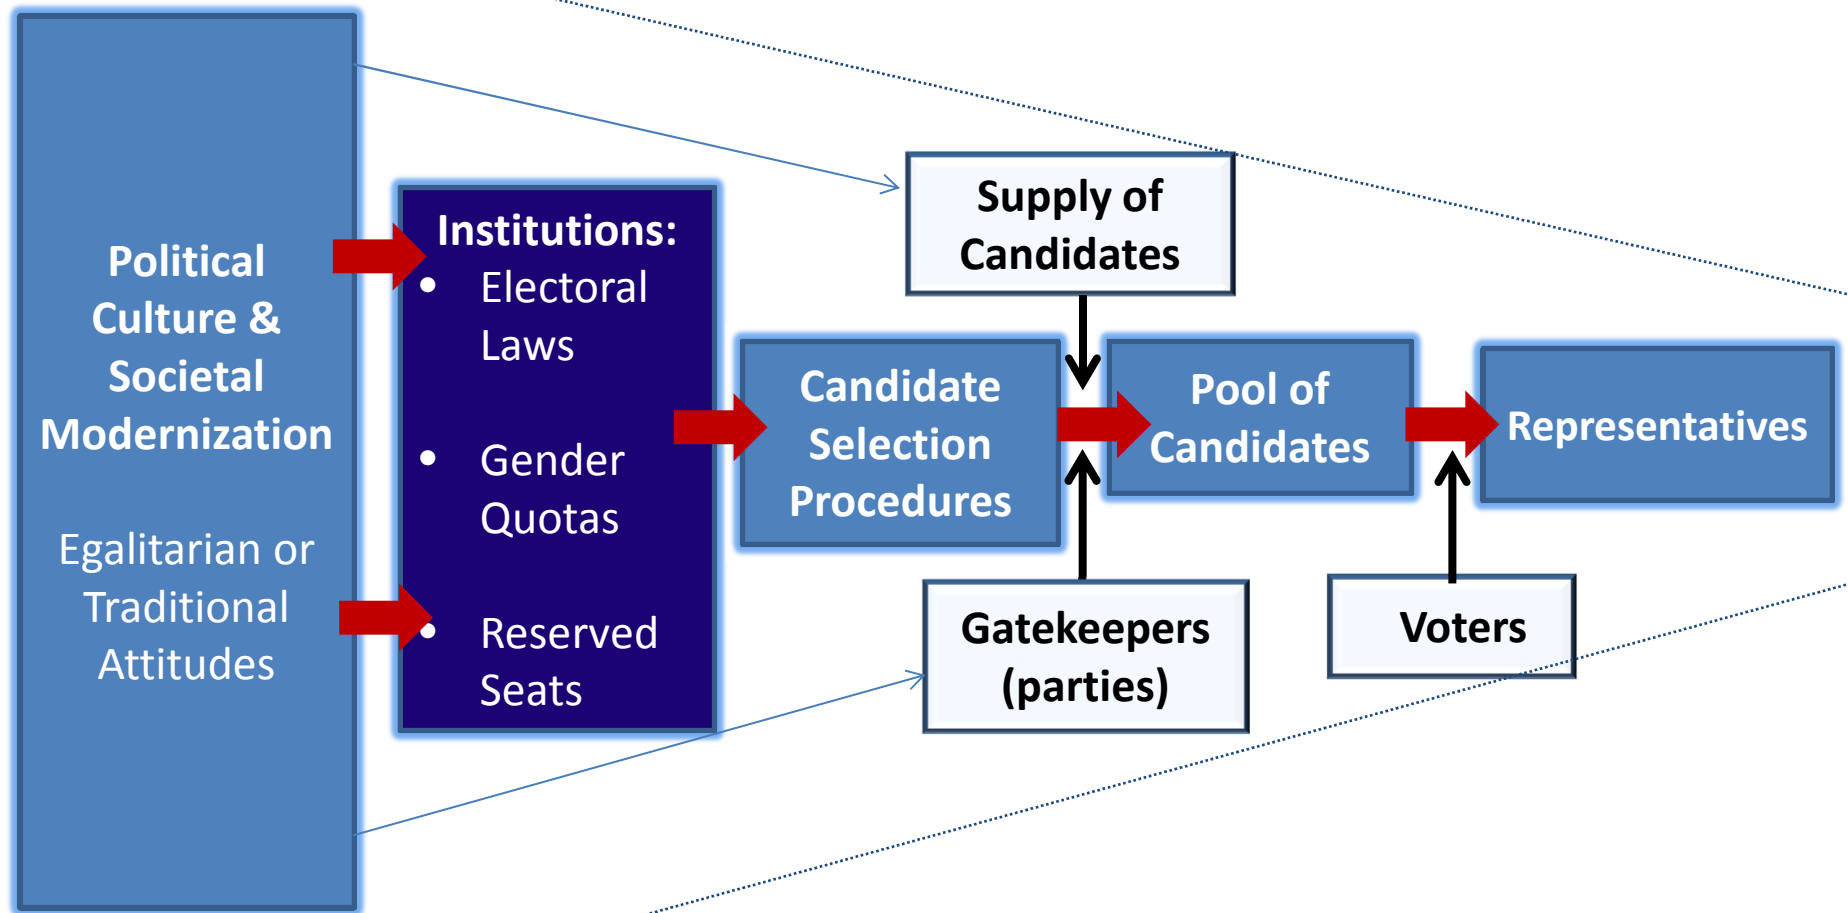 Political
Culture &
Societal
Modernization
Egalitarian or
Traditional
Attitudes
Institutions:
• Electoral
Laws
• Gender
Quotas
• Reserved
Seats
Candidate
Selection
Procedures
Supply of
Candidates
Gatekeepers
(parties)
Pool of
Candidates
Voters
Representatives